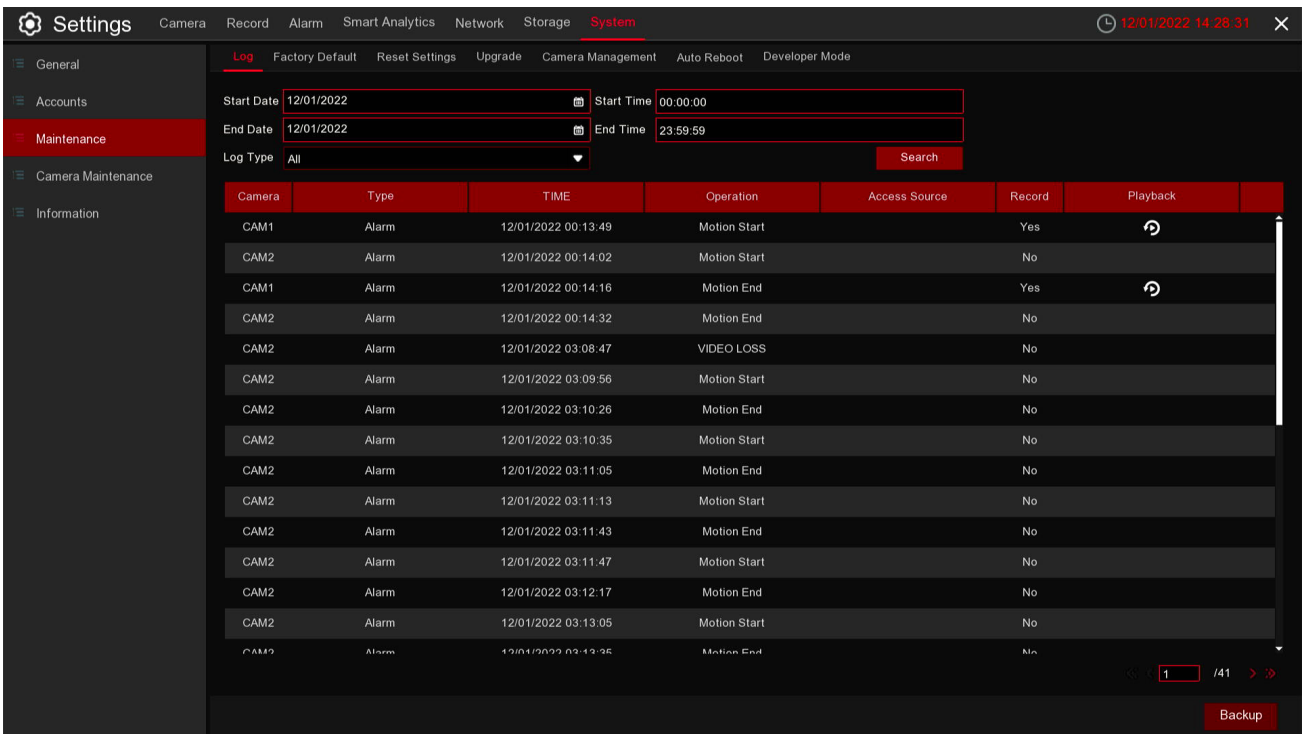 Settings Camera Record Alarm Smart Analytics Network Storage System 12/01/2022 14:28:31
General
Accounts
Maintenance
Camera Maintenance
Information
Log Factory Default Reset Settings Upgrade Camera Management Auto Reboot Developer Mode
Start Date 12/01/2022 Start Time 00:00:00
End Date 12/01/2022 End Time 23:59:59
Log Type All Search
Camera Type TIME Operation Access Source Record Playback
CAM1 Alarm 12/01/2022 00:13:49 Motion Start Yes
CAM2 Alarm 12/01/2022 00:14:02 Motion Start No
CAM1 Alarm 12/01/2022 00:14:16 Motion End Yes
CAM2 Alarm 12/01/2022 00:14:32 Motion End No
CAM2 Alarm 12/01/2022 03:08:47 VIDEO LOSS No
CAM2 Alarm 12/01/2022 03:09:56 Motion Start No
CAM2 Alarm 12/01/2022 03:10:26 Motion End No
CAM2 Alarm 12/01/2022 03:10:35 Motion Start No
CAM2 Alarm 12/01/2022 03:11:05 Motion End No
CAM2 Alarm 12/01/2022 03:11:13 Motion Start No
CAM2 Alarm 12/01/2022 03:11:43 Motion End No
CAM2 Alarm 12/01/2022 03:11:47 Motion Start No
CAM2 Alarm 12/01/2022 03:12:17 Motion End No
CAM2 Alarm 12/01/2022 03:13:05 Motion Start No
CAM2 Alarm 12/01/2022 03:13:35 Motion End No
1 /41
Backup